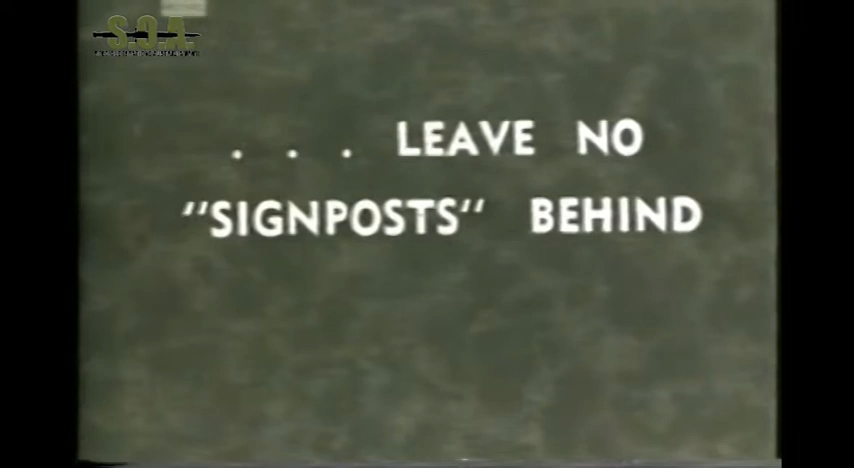 S.O.A.
. . . LEAVE NO
"SIGNPOSTS" BEHIND